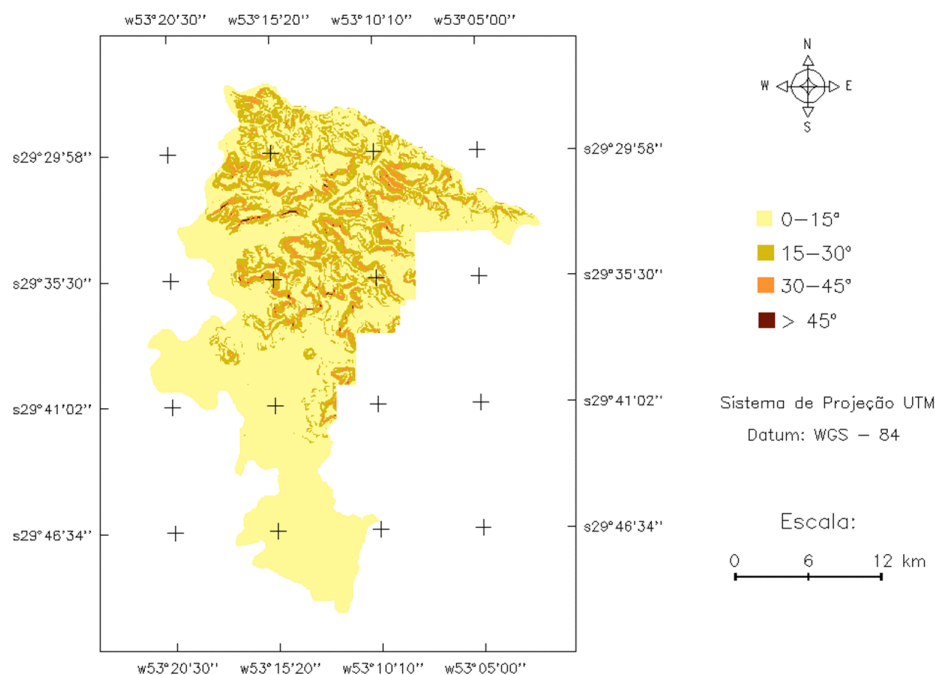 w53°20'30'' w53°15'20'' w53°10'10'' w53°05'00''
N
W E
S
s29°29'58'' s29°29'58''
0-15°
15-30°
s29°35'30'' s29°35'30''
30-45°
> 45°
s29°41'02'' s29°41'02''
Sistema de Projeção UTM
Datum: WGS - 84
s29°46'34'' s29°46'34''
Escala:
0 6 12 km
w53°20'30'' w53°15'20'' w53°10'10'' w53°05'00''